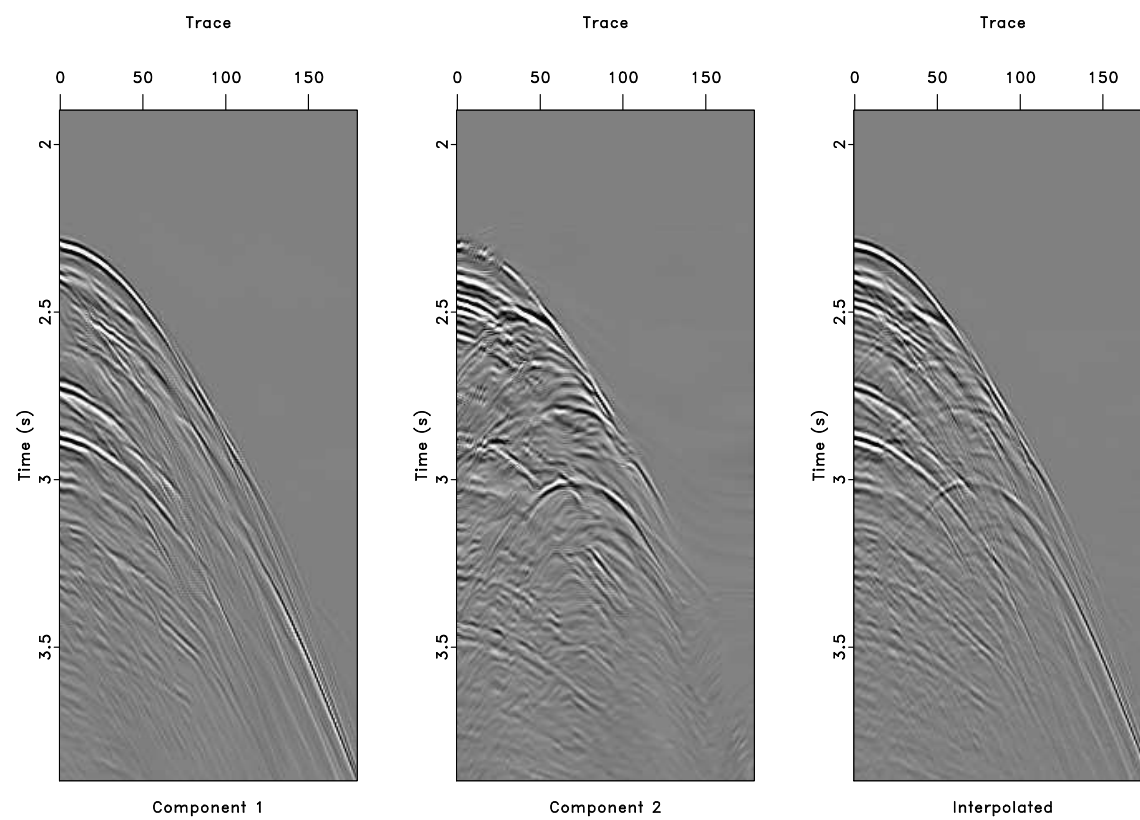 Trace Trace Trace
0 50 100 150 0 50 100 150 0 50 100 150
2 2 2
2.5 2.5 2.5
Time (s) Time (s) Time (s)
3 3 3
3.5 3.5 3.5
Component 1 Component 2 Interpolated